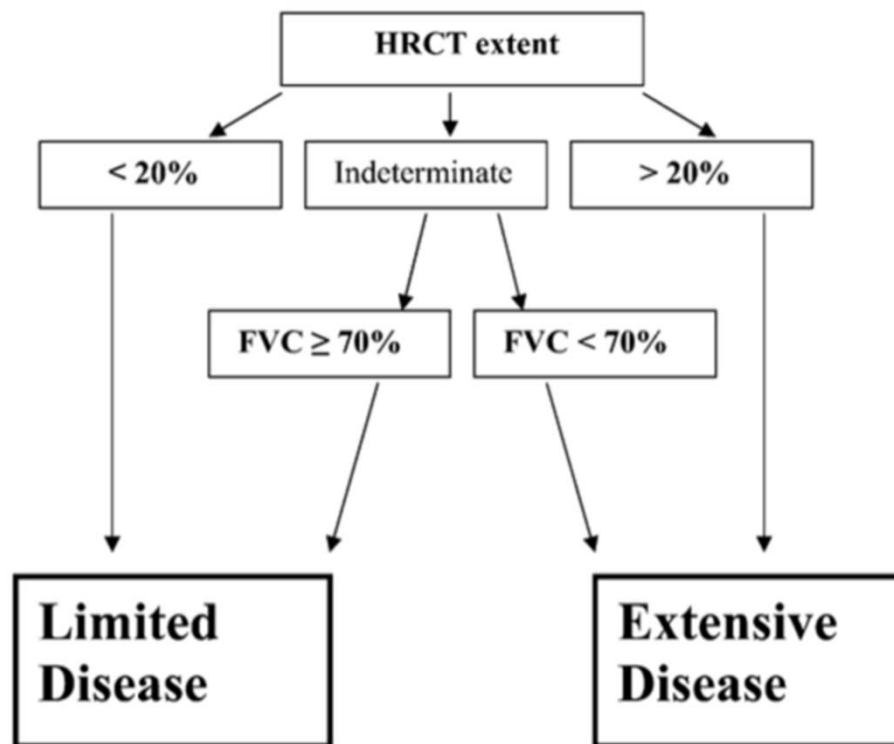 HRCT extent
< 20%
Indeterminate
> 20%
FVC ≥ 70%
FVC < 70%
Limited
Disease
Extensive
Disease